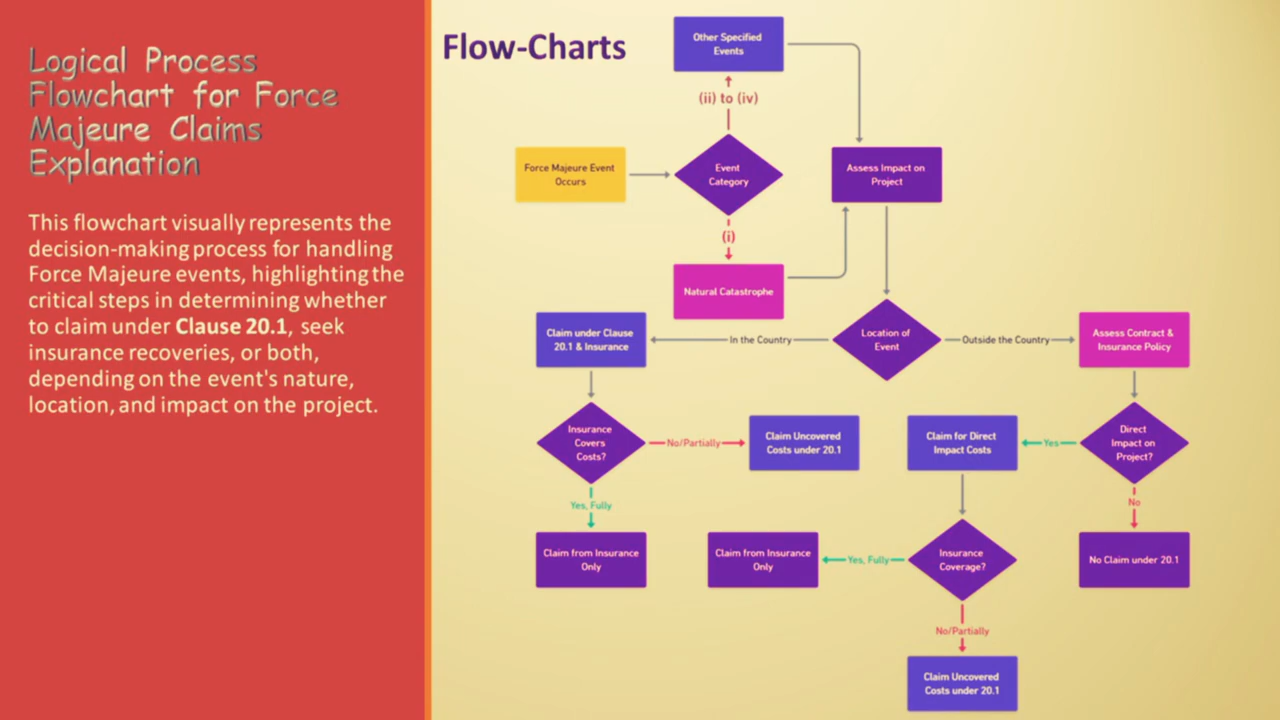 Logical Process
Flowchart for Force
Majeure Claims
Explanation
This flowchart visually represents the
decision-making process for handling
Force Majeure events, highlighting the
critical steps in determining whether
to claim under Clause 20.1, seek
insurance recoveries, or both,
depending on the event's nature,
location, and impact on the project.
Flow-Charts
Other Specified
Events
(ii) to (iv)
Force Majeure Event
Occurs
Event
Category
Assess Impact on
Project
(i)
Natural Catastrophe
Claim under Clause
20.1 & Insurance
In the Country
Location of
Event
Outside the Country
Assess Contract &
Insurance Policy
Insurance
Covers
Costs?
No/Partially
Claim Uncovered
Costs under 20.1
Claim for Direct
Impact Costs
Yes
Direct
Impact on
Project?
Yes, Fully
No
Claim from Insurance
Only
Claim from Insurance
Only
Yes, Fully
Insurance
Coverage?
No Claim under 20.1
No/Partially
Claim Uncovered
Costs under 20.1